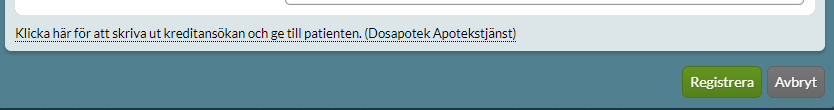 Klicka här för att skriva ut kreditansökan och ge till patienten. (Dosapotek Apotekstjänst)
Registrera Avbryt